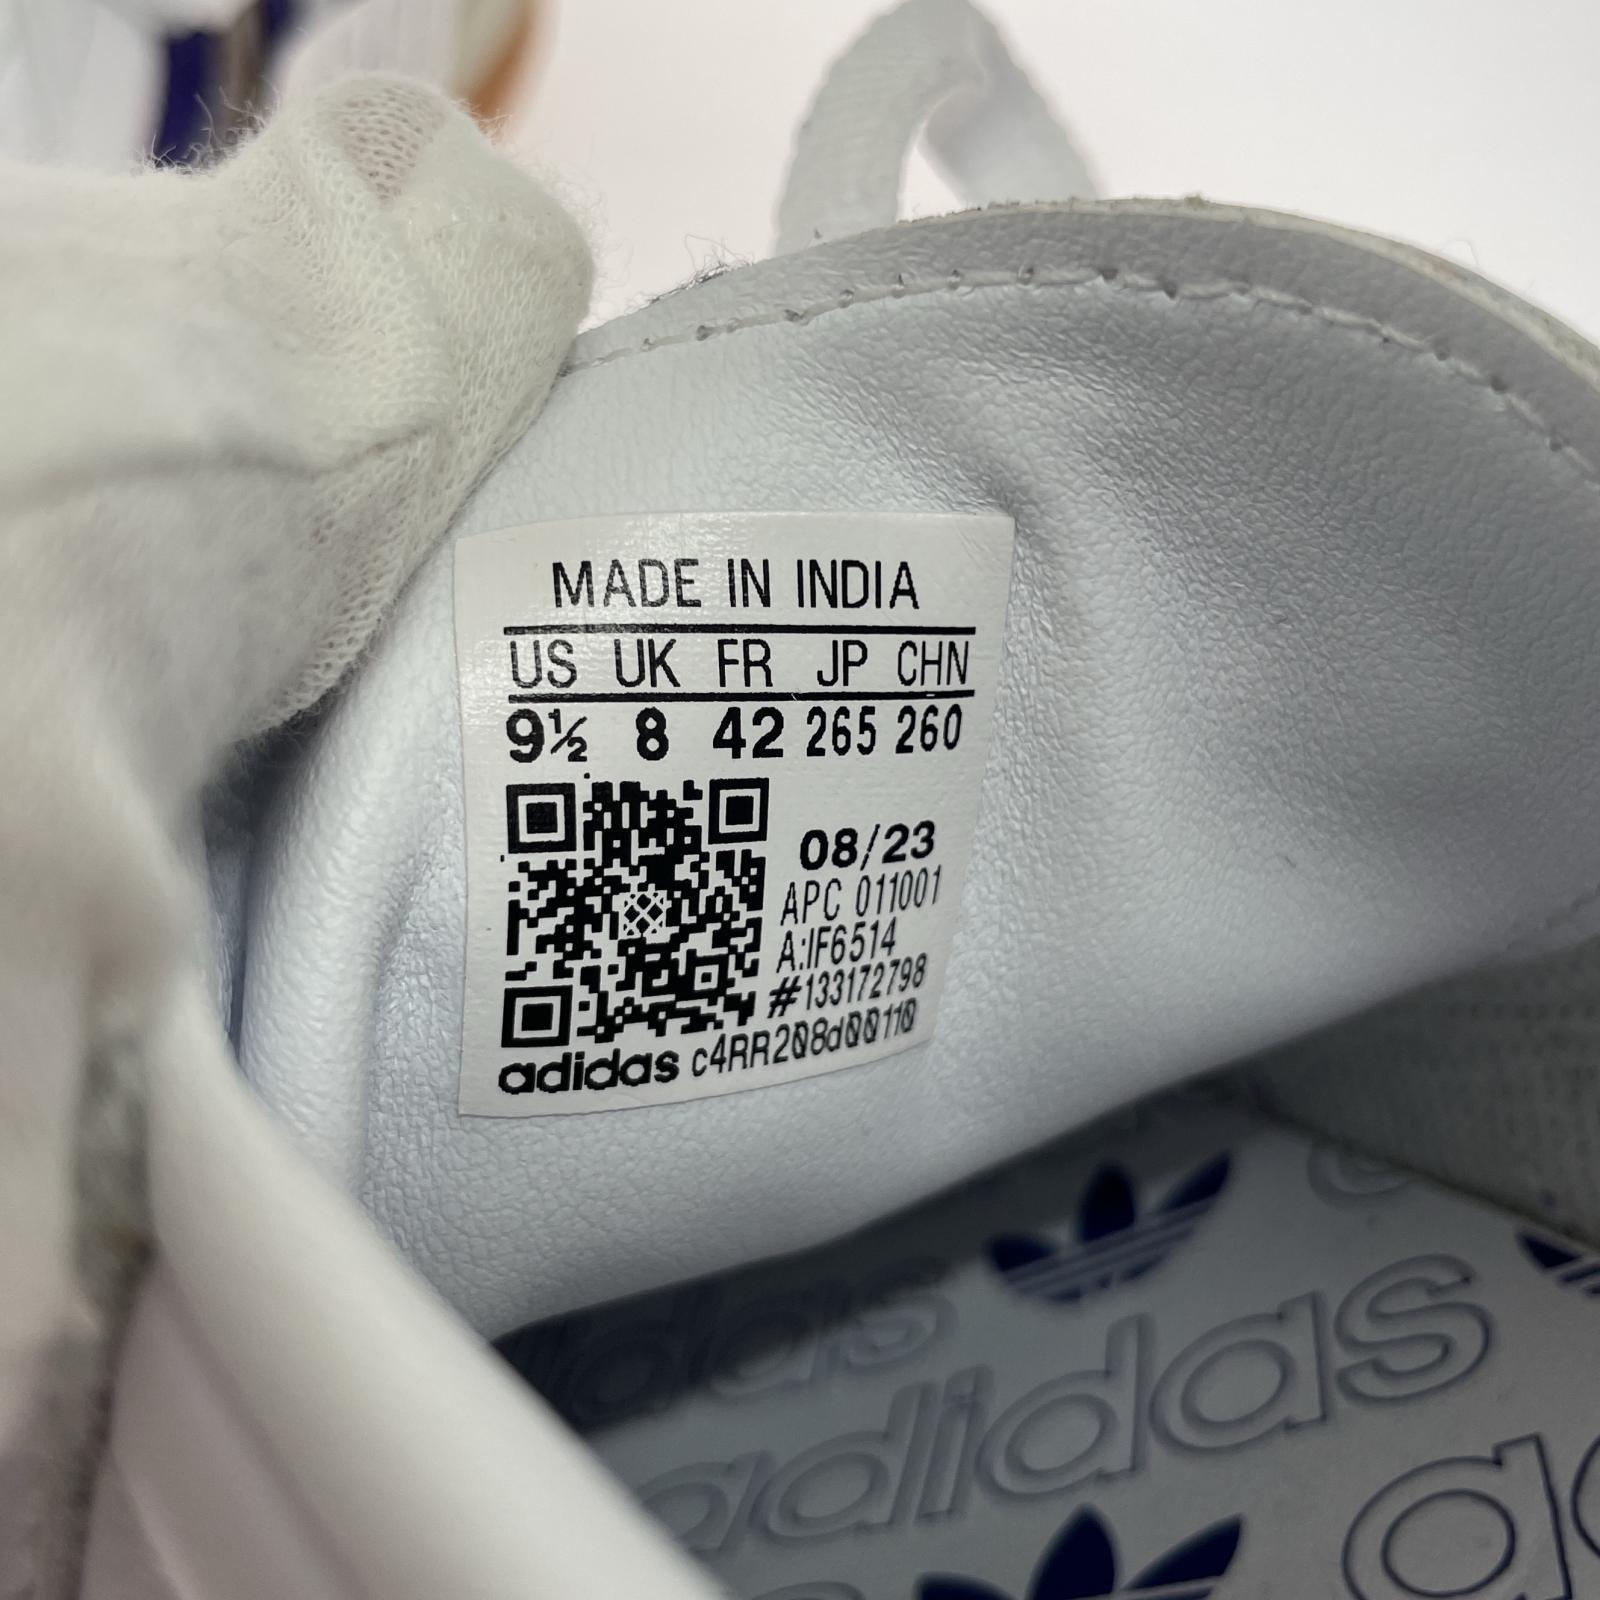 MADE IN INDIA
US UK FR JP CHN
9½ 8 42 265 260
08/23
APC 011001
A:IF6514
#133172798
adidas c4RR208d00110
adidas
adidas